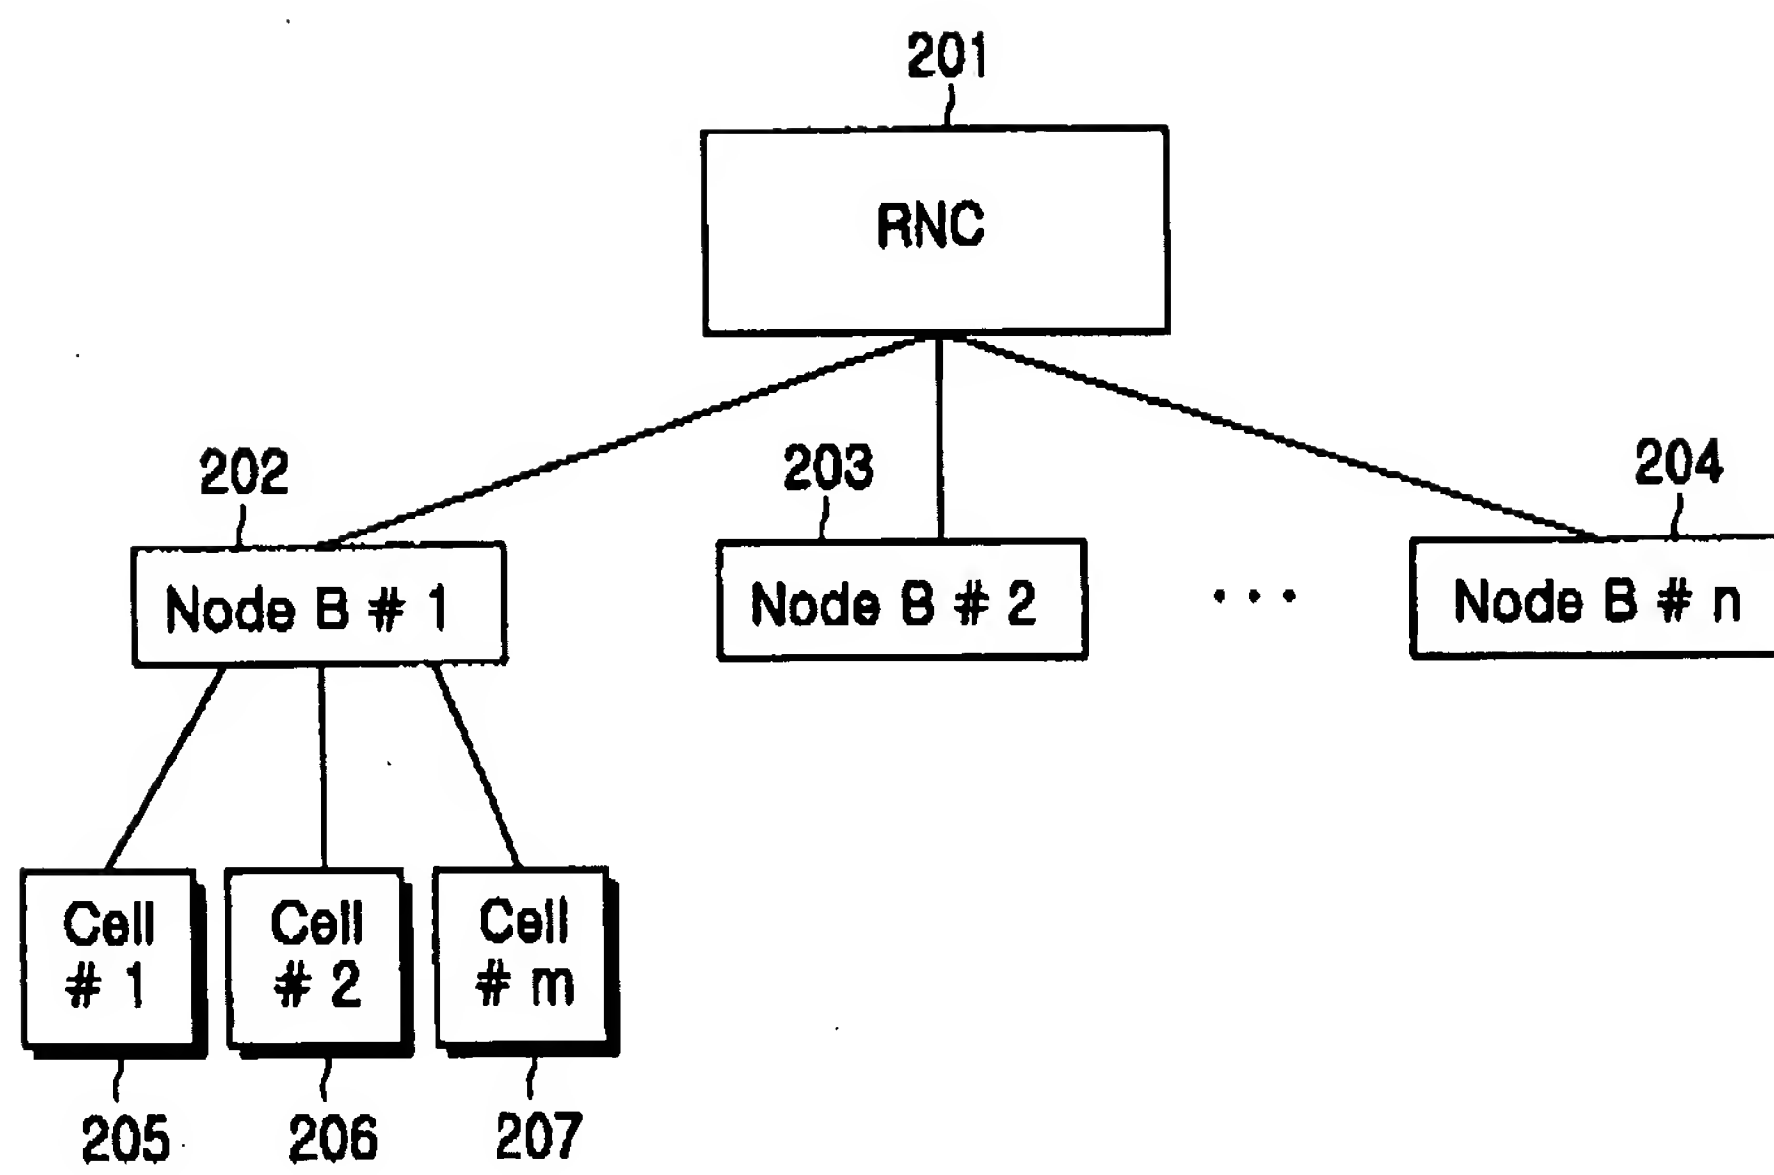 201
RNC
202
203
204
Node B # 1
Node B # 2
• • •
Node B # n
Cell
# 1
Cell
# 2
Cell
# m
205
206
207